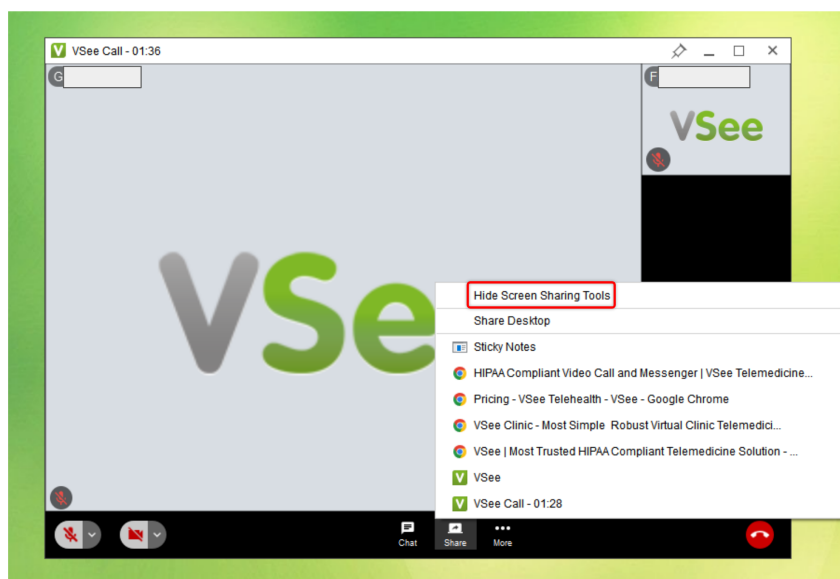 VSee Call - 01:36
G
F
VSee
VSe
Hide Screen Sharing Tools
Share Desktop
Sticky Notes
HIPAA Compliant Video Call and Messenger | VSee Telemedicine...
Pricing - VSee Telehealth - VSee - Google Chrome
VSee Clinic - Most Simple Robust Virtual Clinic Telemedici...
VSee | Most Trusted HIPAA Compliant Telemedicine Solution - ...
V VSee
V VSee Call - 01:28
Chat Share More